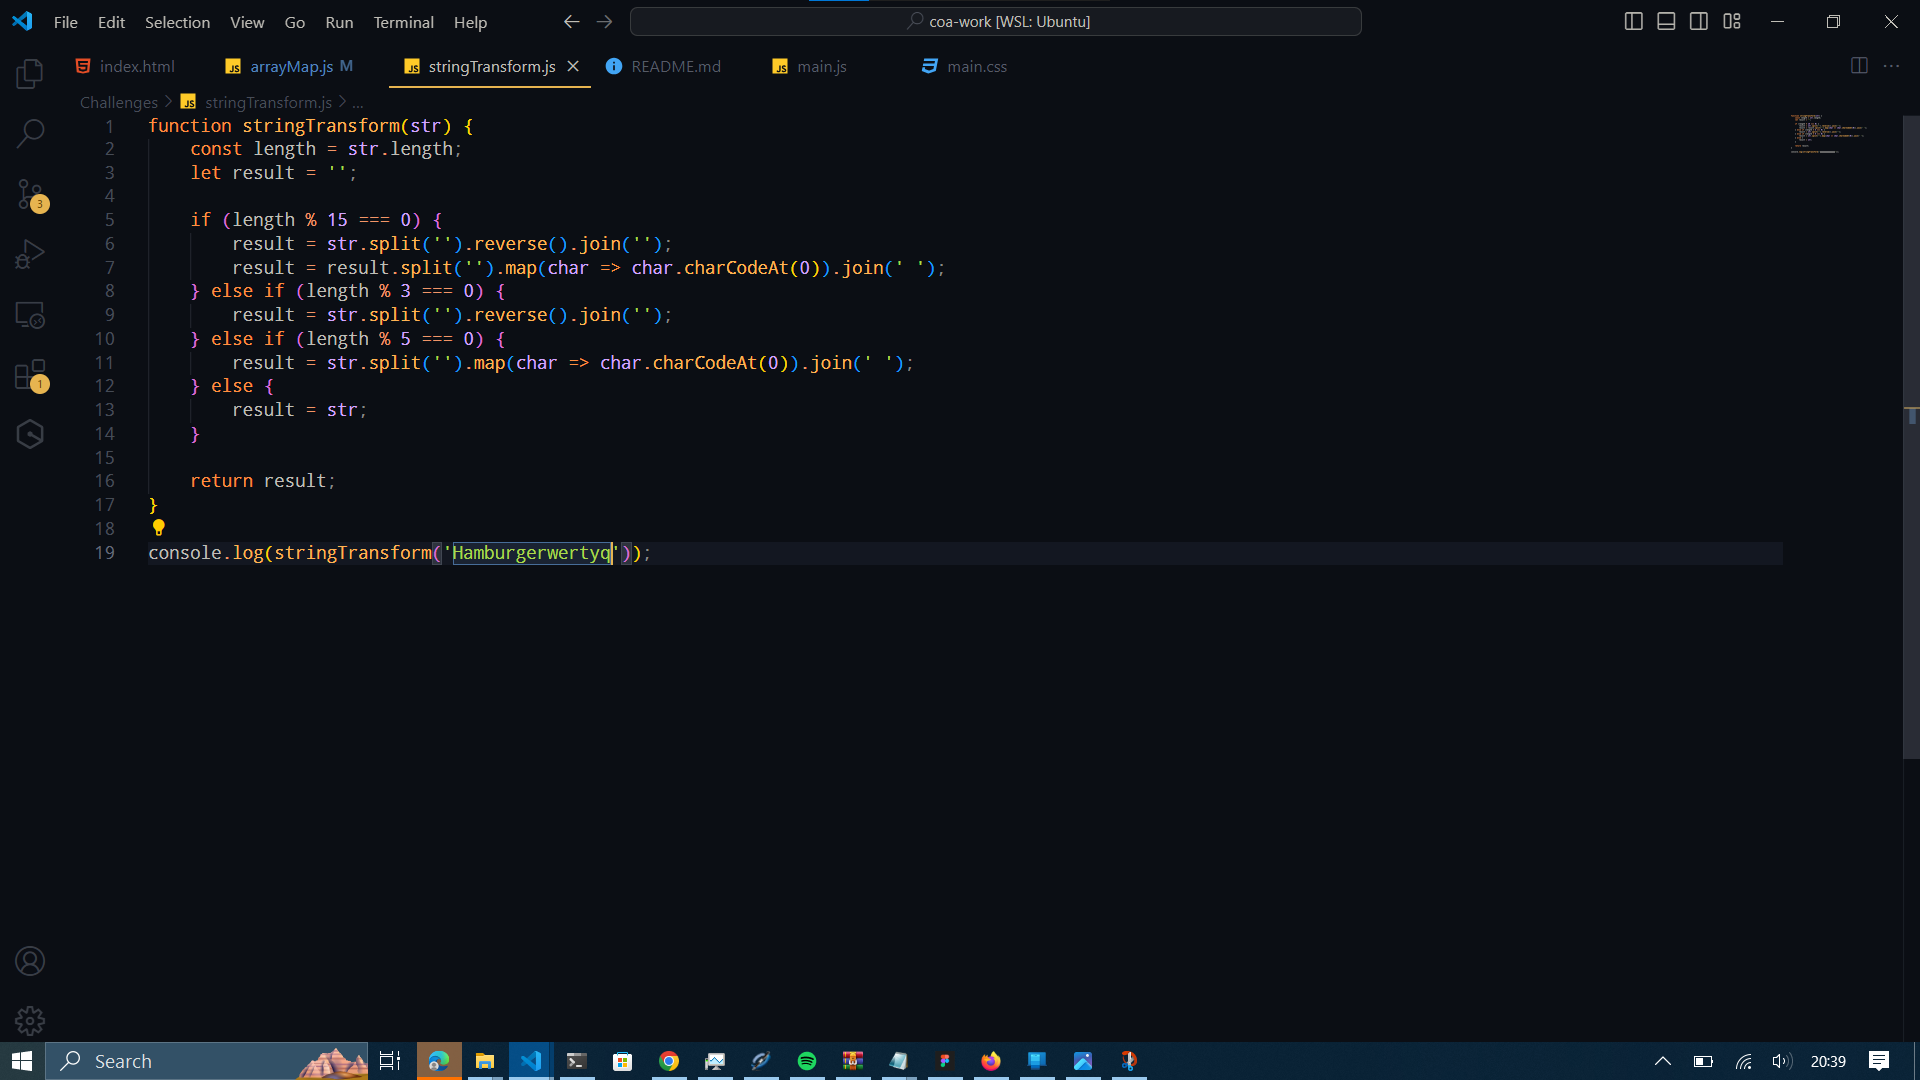 File Edit Selection View Go Run Terminal Help
coa-work [WSL: Ubuntu]
index.html
JS arrayMap.js M
JS stringTransform.js
README.md
JS main.js
main.css
Challenges > JS stringTransform.js > ...
1 function stringTransform(str) {
2 const length = str.length;
3 let result = '';
4
5 if (length % 15 === 0) {
6 result = str.split('').reverse().join('');
7 result = result.split('').map(char => char.charCodeAt(0)).join(' ');
8 } else if (length % 3 === 0) {
9 result = str.split('').reverse().join('');
10 } else if (length % 5 === 0) {
11 result = str.split('').map(char => char.charCodeAt(0)).join(' ');
12 } else {
13 result = str;
14 }
15
16 return result;
17 }
18
19 console.log(stringTransform('Hamburgerwertyq'));
3
1
Search
20:39